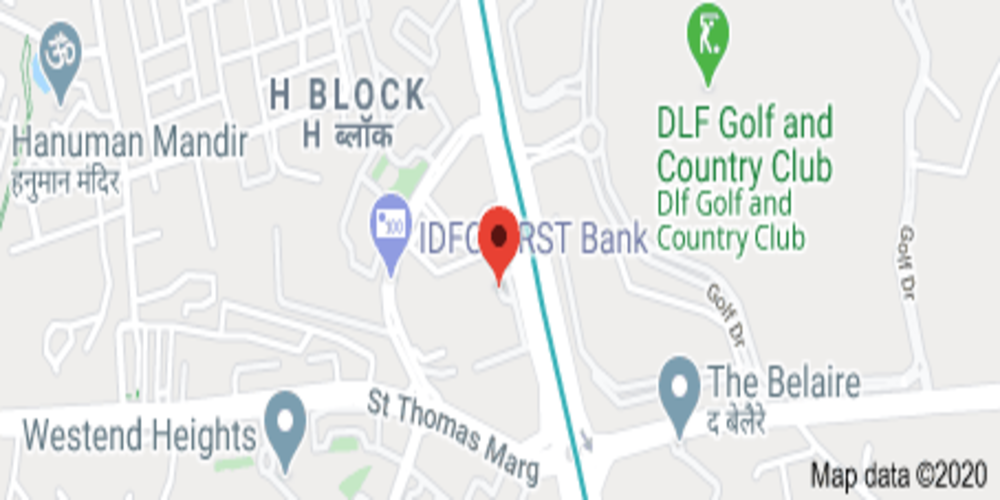 H BLOCK
H ब्लॉक
Hanuman Mandir
हनुमान मंदिर
DLF Golf and
Country Club
Dlf Golf and
Country Club
100
IDFC RST Bank
Golf Dr
Golf Dr
The Belaire
द बेलैरे
St Thomas Marg
Westend Heights
Map data ©2020